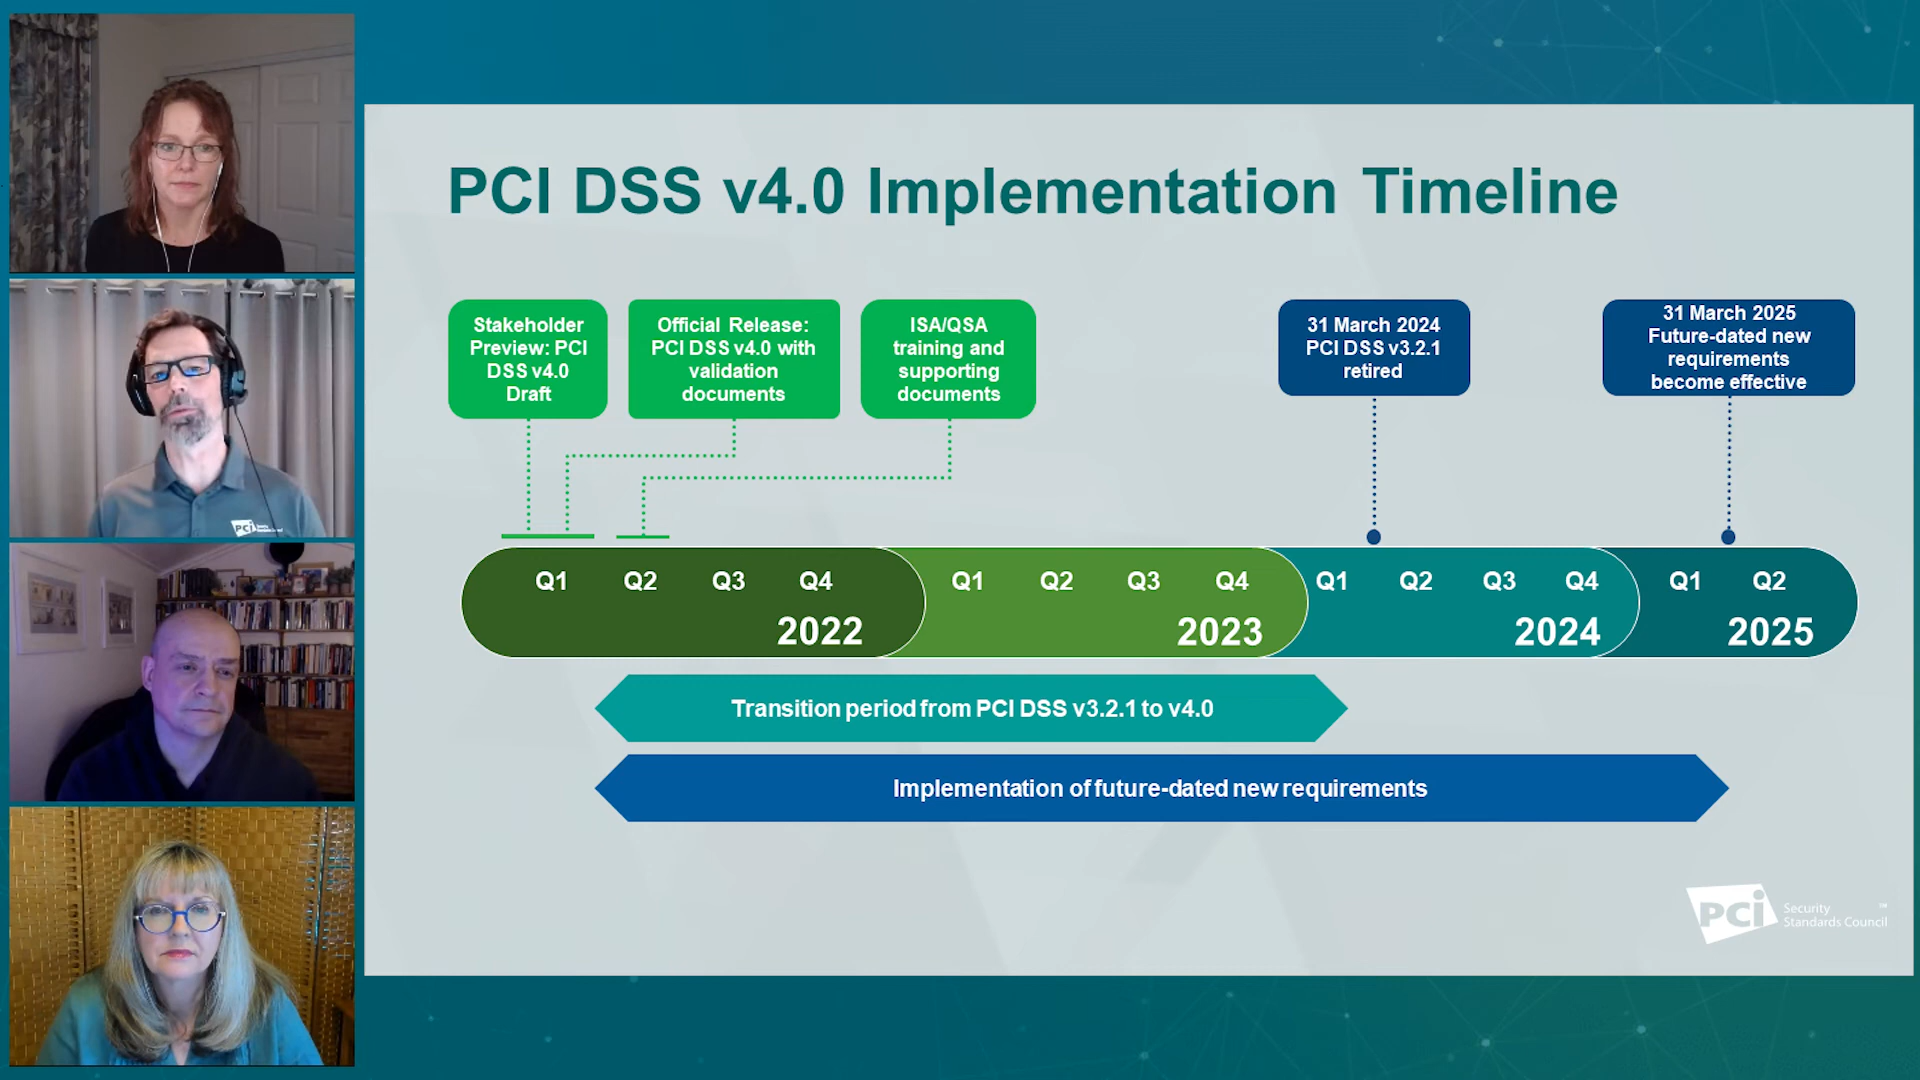 PCI DSS v4.0 Implementation Timeline
Stakeholder
Preview: PCI
DSS v4.0
Draft
Official Release:
PCI DSS v4.0 with
validation
documents
ISA/QSA
training and
supporting
documents
31 March 2024
PCI DSS v3.2.1
retired
31 March 2025
Future-dated new
requirements
become effective
Q1 Q2 Q3 Q4
2022
Q1 Q2 Q3 Q4
2023
Q1 Q2 Q3 Q4
2024
Q1 Q2
2025
Transition period from PCI DSS v3.2.1 to v4.0
Implementation of future-dated new requirements
PCi Security
Standards Council
TM
PCi